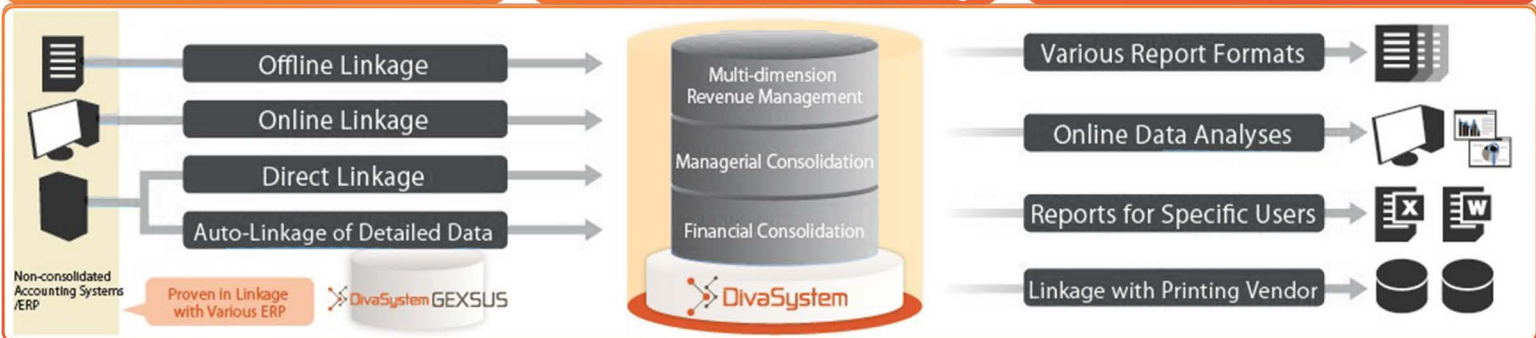 Offline Linkage
Online Linkage
Direct Linkage
Auto-Linkage of Detailed Data
Non-consolidated
Accounting Systems
/ERP
Proven in Linkage
with Various ERP
DivaSystem GEXSUS
Multi-dimension
Revenue Management
Managerial Consolidation
Financial Consolidation
DivaSystem
Various Report Formats
Online Data Analyses
Reports for Specific Users
X
W
Linkage with Printing Vendor